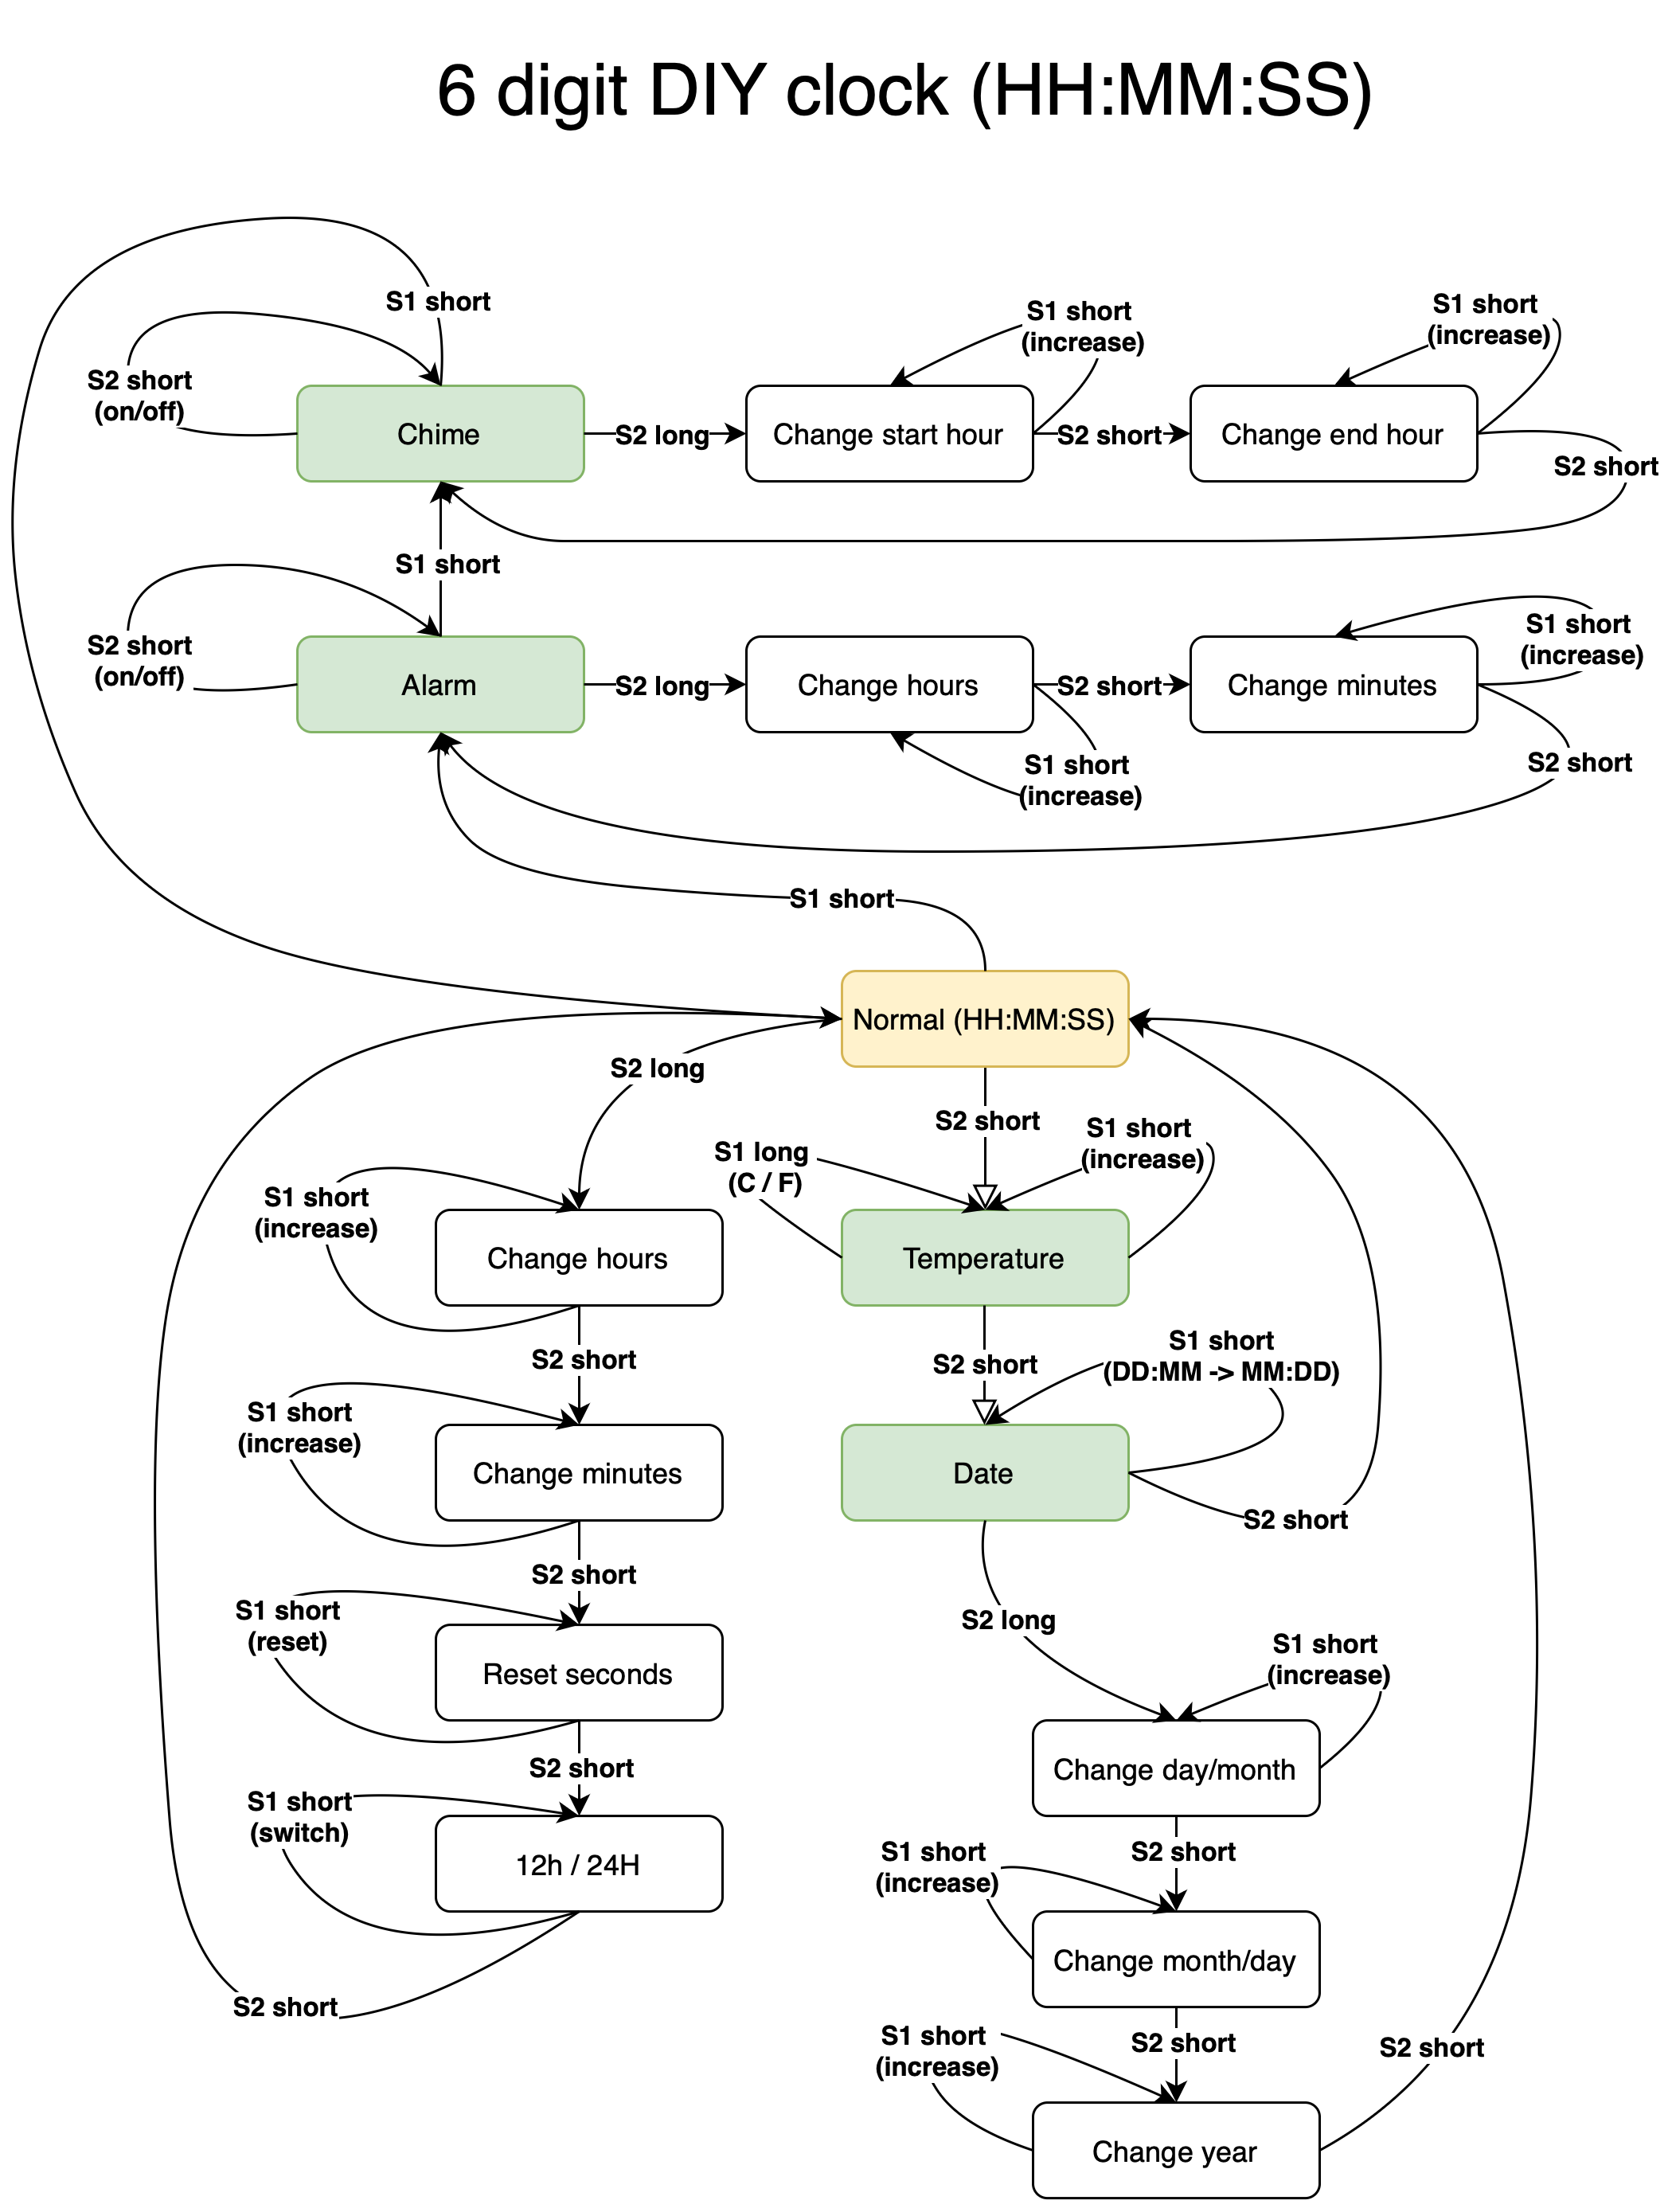 6 digit DIY clock (HH:MM:SS)
S1 short
S2 short
(on/off)
Chime
S2 long
Change start hour
S1 short
(increase)
S2 short
Change end hour
S1 short
(increase)
S2 short
S1 short
S2 short
(on/off)
Alarm
S2 long
Change hours
S1 short
(increase)
S2 short
Change minutes
S1 short
(increase)
S2 short
S1 short
Normal (HH:MM:SS)
S2 long
S2 short
S1 long
(C / F)
S1 short
(increase)
S1 short
(increase)
Change hours
Temperature
S2 short
S2 short
S1 short
(DD:MM -> MM:DD)
S1 short
(increase)
Change minutes
Date
S2 short
S2 short
S1 short
(reset)
Reset seconds
S2 long
S1 short
(increase)
S2 short
Change day/month
S1 short
(switch)
12h / 24H
S2 short
S2 short
S1 short
(increase)
Change month/day
S2 short
S1 short
(increase)
S2 short
Change year